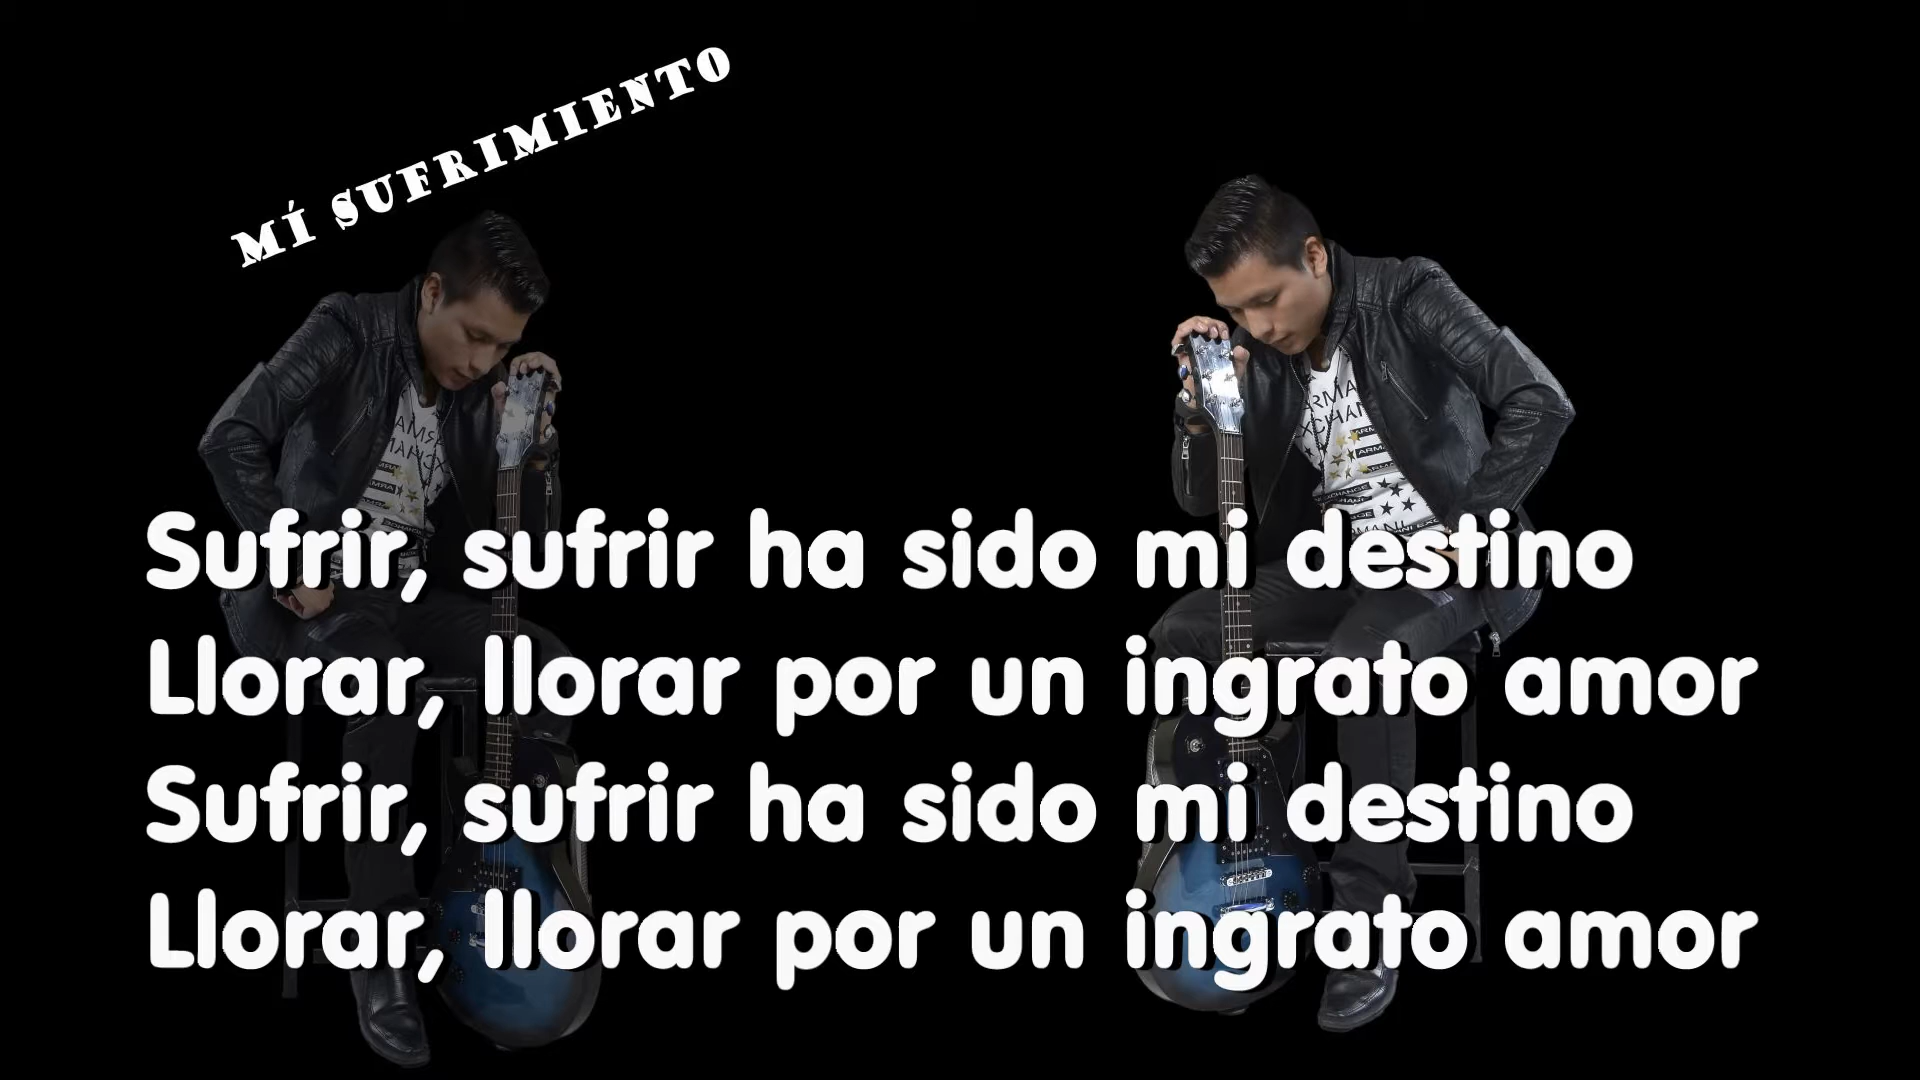 MÍ SUFRIMIENTO
Sufrir, sufrir ha sido mi destino
Llorar, llorar por un ingrato amor
Sufrir, sufrir ha sido mi destino
Llorar, llorar por un ingrato amor